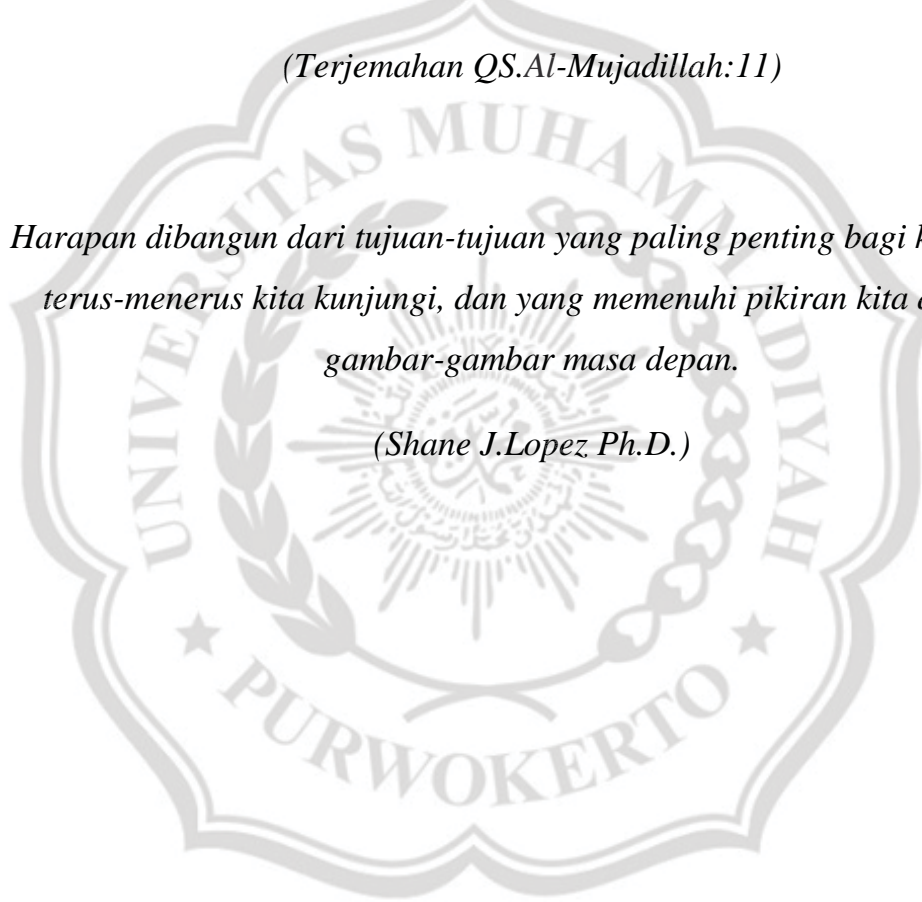 (Terjemahan QS.Al-Mujadillah:11)
Harapan dibangun dari tujuan-tujuan yang paling penting bagi
terus-menerus kita kunjungi, dan yang memenuhi pikiran kita
gambar-gambar masa depan.
(Shane J.Lopez Ph.D.)
UNIVERSITAS MUHAMMADIYAH
PURWOKERTO